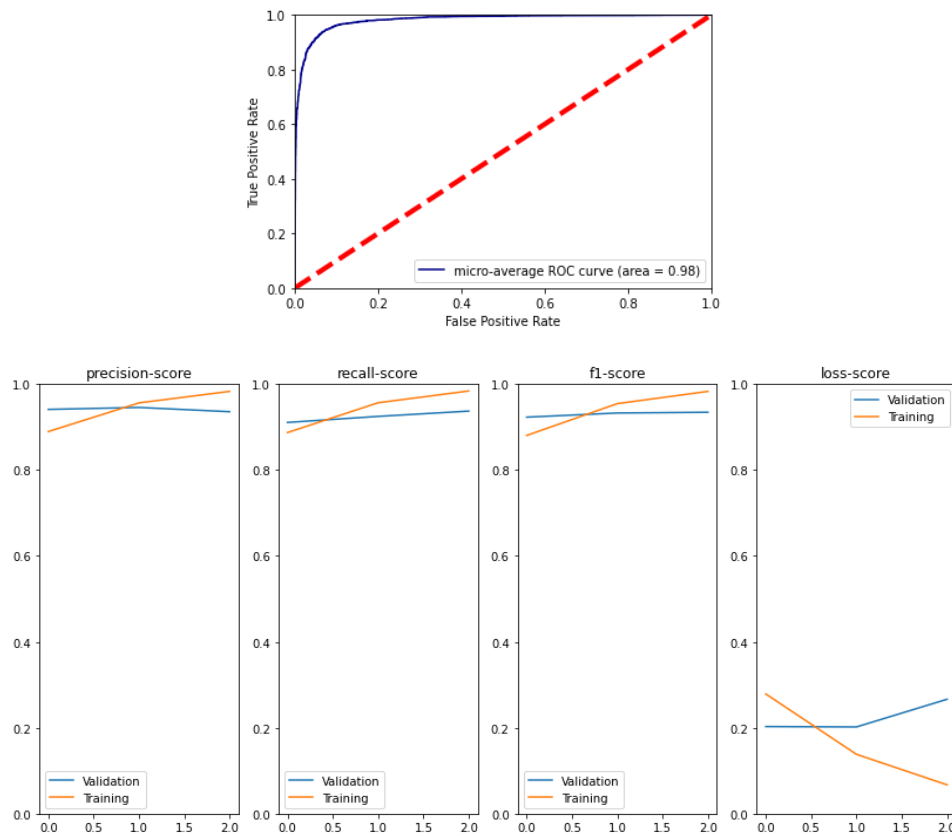 1.0
0.8
0.6
0.4
0.2
0.0
True Positive Rate
micro-average ROC curve (area = 0.98)
0.0 0.2 0.4 0.6 0.8 1.0
False Positive Rate
precision-score
1.0
0.8
0.6
0.4
0.2
0.0
Validation
Training
0.0 0.5 1.0 1.5 2.0
recall-score
1.0
0.8
0.6
0.4
0.2
0.0
Validation
Training
0.0 0.5 1.0 1.5 2.0
f1-score
1.0
0.8
0.6
0.4
0.2
0.0
Validation
Training
0.0 0.5 1.0 1.5 2.0
loss-score
Validation
Training
1.0
0.8
0.6
0.4
0.2
0.0
0.0 0.5 1.0 1.5 2.0